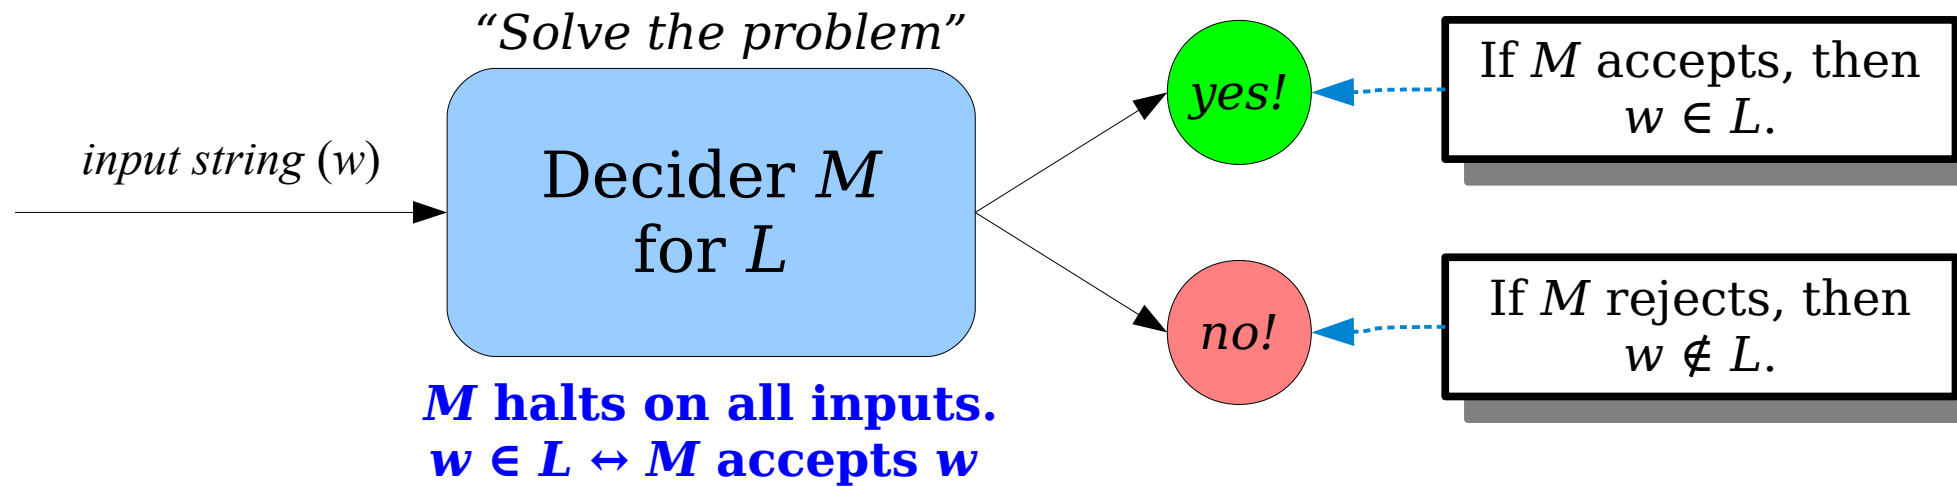 “Solve the problem”
input string (w)
Decider M
for L
M halts on all inputs.
w ∈ L ↔ M accepts w
yes!
If M accepts, then
w ∈ L.
no!
If M rejects, then
w ∉ L.